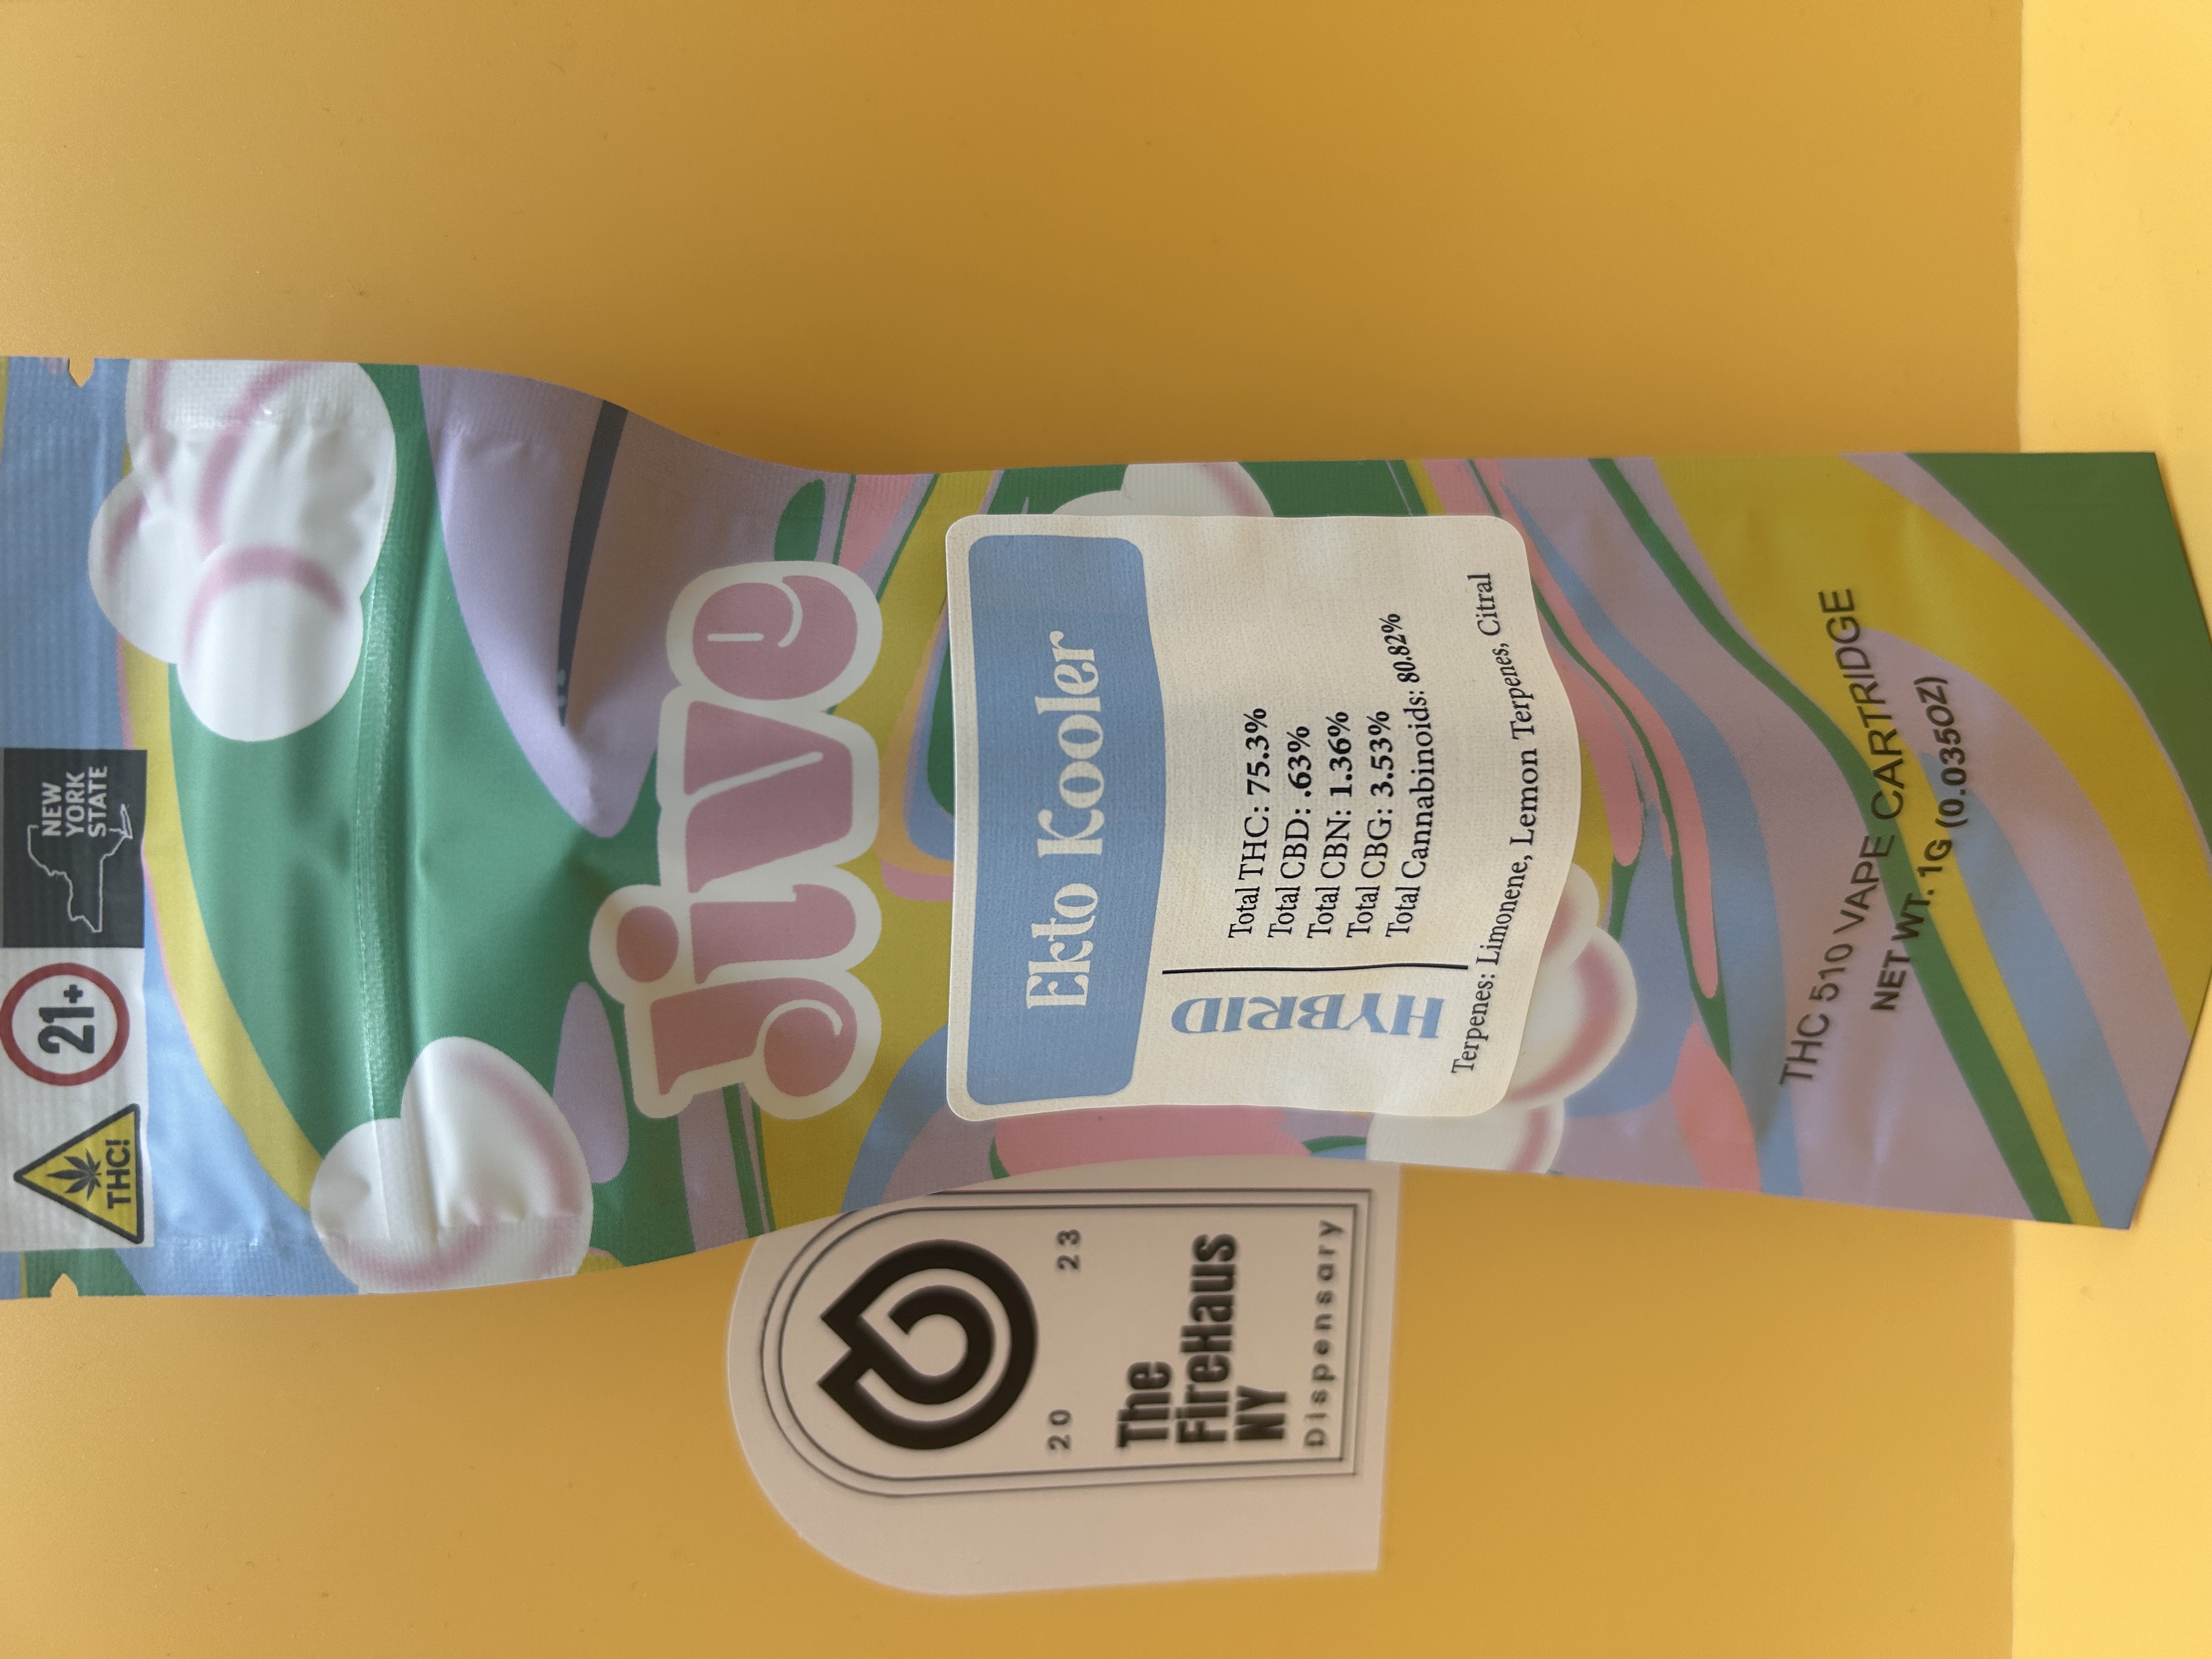 THC!
21+
NEW
YORK
STATE
Jive
Ekto Kooler
HYBRID
Total THC: 75.3%
Total CBD: .63%
Total CBN: 1.36%
Total CBG: 3.53%
Total Cannabinoids: 80.82%
Terpenes: Limonene, Lemon Terpenes, Citral
THC 510 VAPE CARTRIDGE
NET WT. 1G (0.035OZ)
20 23
The
FireHaus
NY
Dispensary